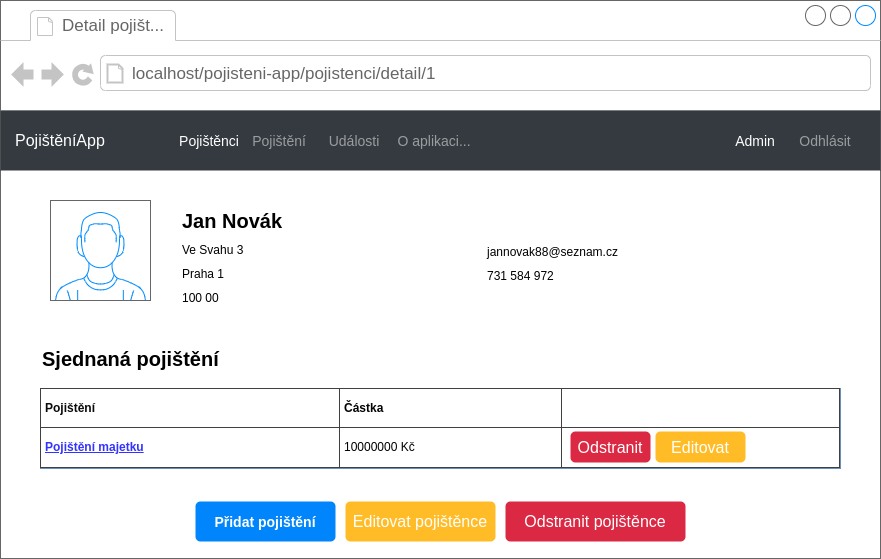 Detail pojišt...
localhost/pojisteni-app/pojistenci/detail/1
PojištěníApp Pojištěnci Pojištění Události O aplikaci... Admin Odhlásit
Jan Novák
Ve Svahu 3 jannovak88@seznam.cz
Praha 1 731 584 972
100 00
Sjednaná pojištění
Pojištění Částka
Pojištění majetku 10000000 Kč Odstranit Editovat
Přidat pojištění Editovat pojištěnce Odstranit pojištěnce